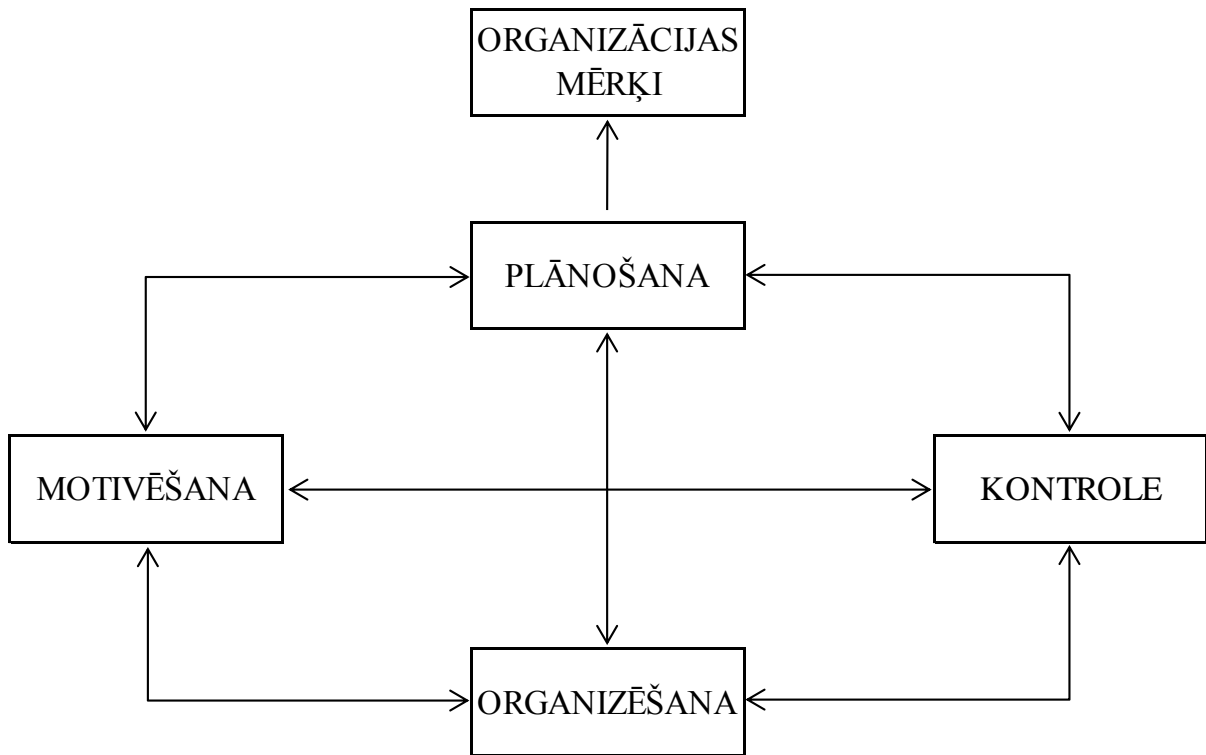 ORGANIZĀCIJAS
MĒRĶI
PLĀNOŠANA
MOTIVĒŠANA
KONTROLE
ORGANIZĒŠANA